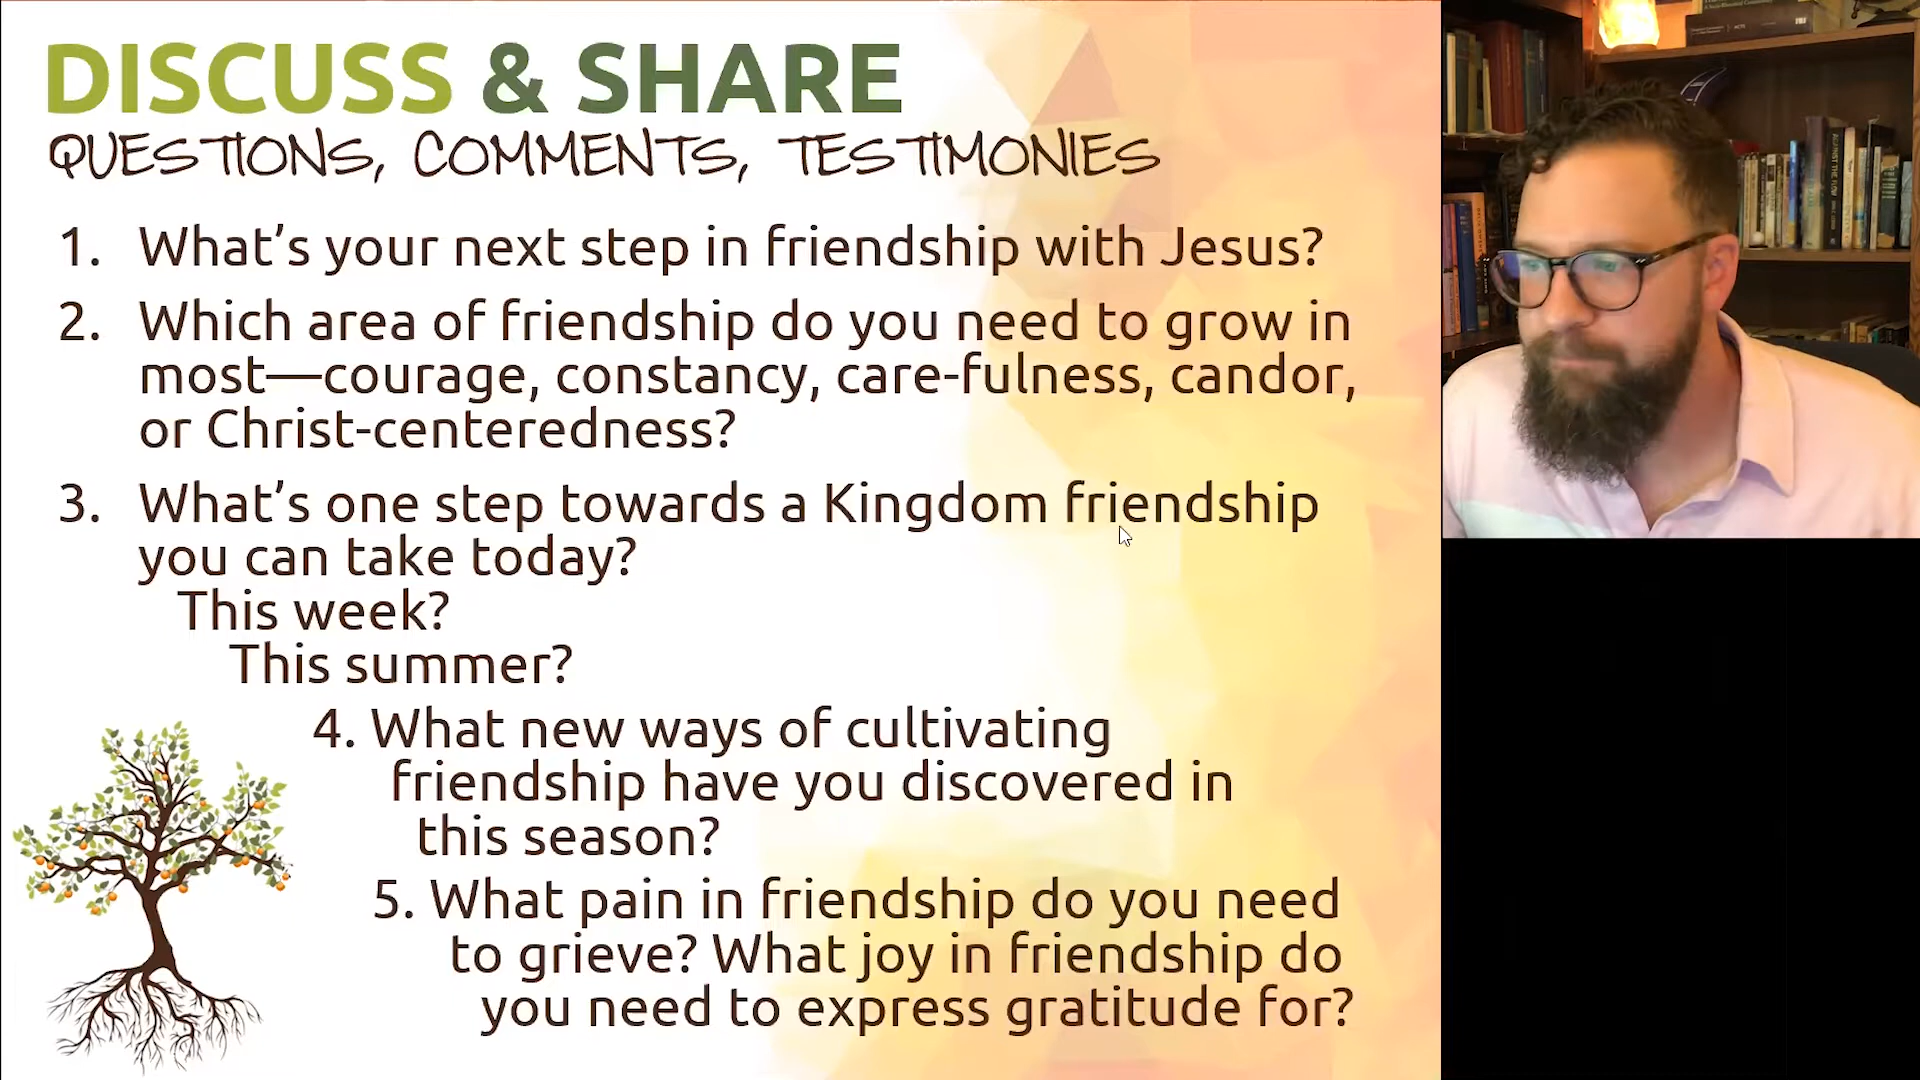 DISCUSS & SHARE
QUESTIONS, COMMENTS, TESTIMONIES
1. What’s your next step in friendship with Jesus?
2. Which area of friendship do you need to grow in
most—courage, constancy, care-fulness, candor,
or Christ-centeredness?
3. What’s one step towards a Kingdom friendship
you can take today?
This week?
This summer?
4. What new ways of cultivating
friendship have you discovered in
this season?
5. What pain in friendship do you need
to grieve? What joy in friendship do
you need to express gratitude for?